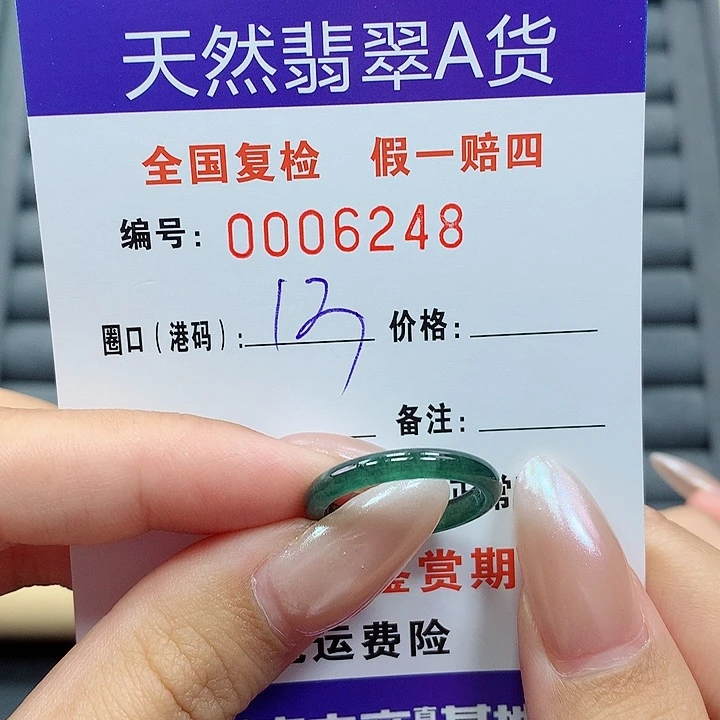 天然翡翠A货
全国复检 假一赔四
编号: 0006248
圈口(港码): 13 价格:
备注:
鉴赏期
运费险